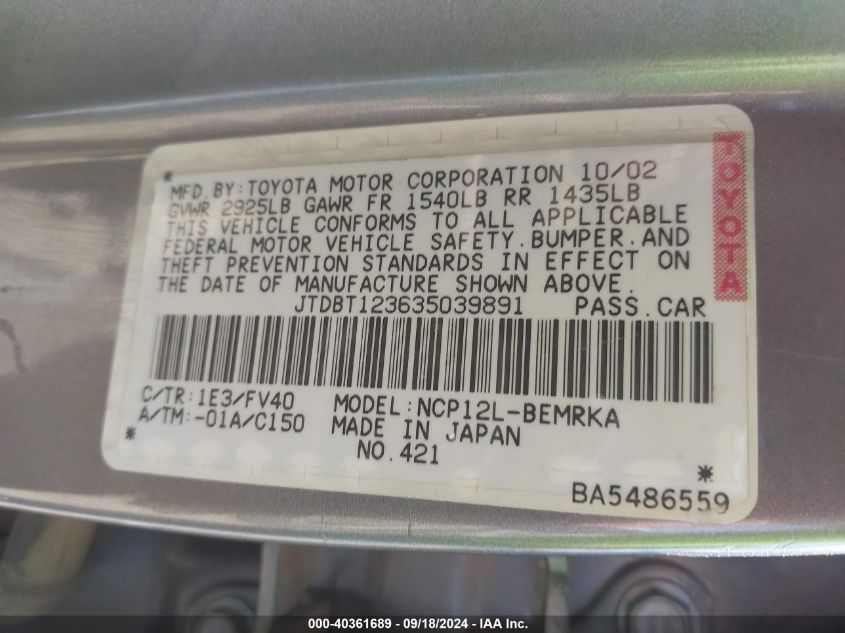 MFD.BY:TOYOTA MOTOR CORPORATION 10/02
GVWR 2925LB GAWR FR 1540LB RR 1435LB
THIS VEHICLE CONFORMS TO ALL APPLICABLE
FEDERAL MOTOR VEHICLE SAFETY.BUMPER.AND
THEFT PREVENTION STANDARDS IN EFFECT ON
THE DATE OF MANUFACTURE SHOWN ABOVE.
JTDBT123635039891 PASS.CAR
TOYOTA
C/TR:1E3/FV40 MODEL:NCP12L-BEMRKA
A/TM:-01A/C150 MADE IN JAPAN
NO.421
BA5486559
000-40361689 - 09/18/2024 - IAA Inc.